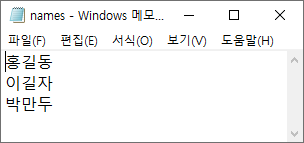 names - Windows 메모...
파일(F) 편집(E) 서식(O) 보기(V) 도움말(H)
홍길동
이길자
박만두